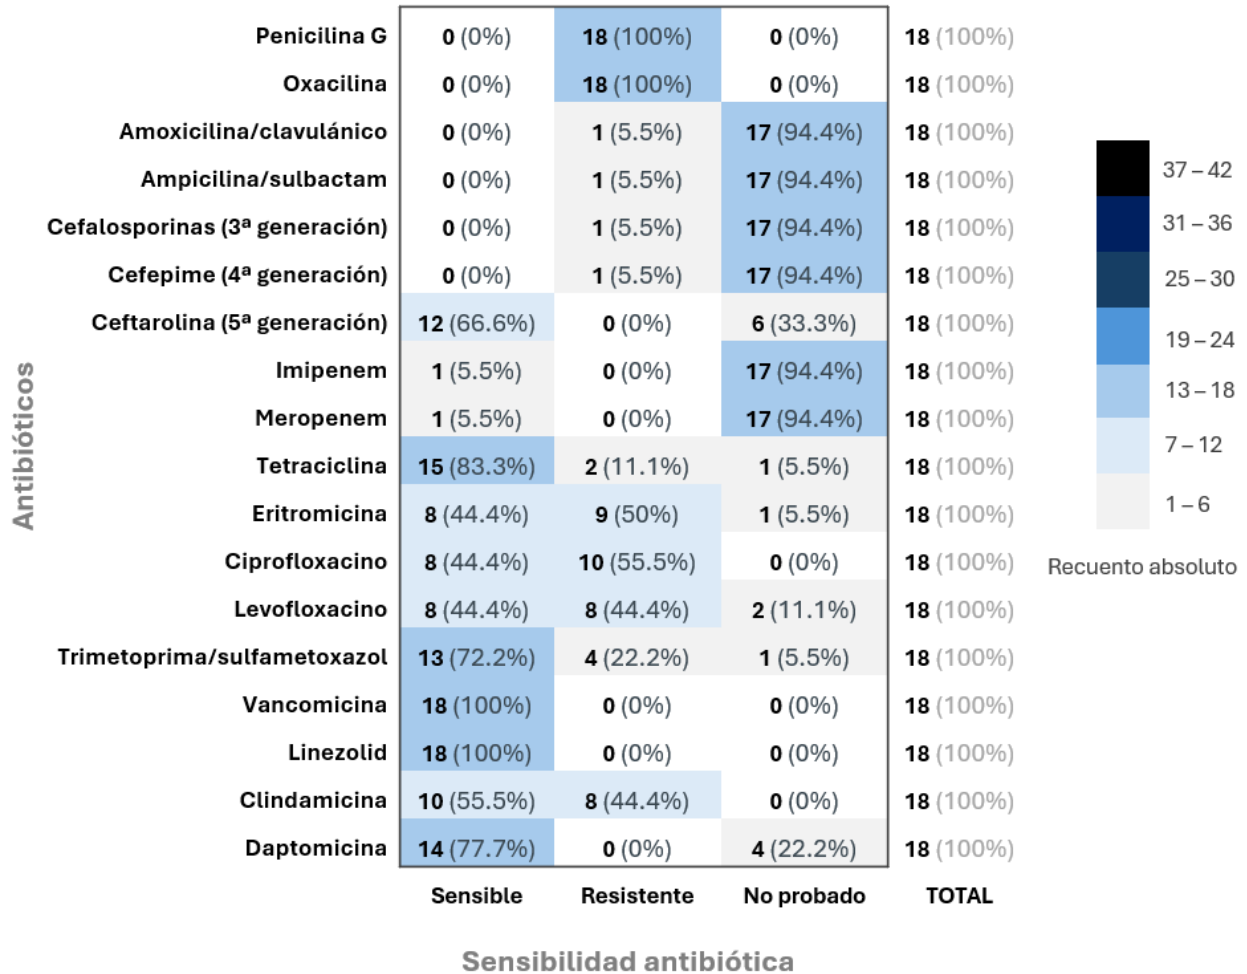 Penicilina G 0 (0%) 18 (100%) 0 (0%) 18 (100%)
Oxacilina 0 (0%) 18 (100%) 0 (0%) 18 (100%)
Amoxicilina/clavulánico 0 (0%) 1 (5.5%) 17 (94.4%) 18 (100%)
Ampicilina/sulbactam 0 (0%) 1 (5.5%) 17 (94.4%) 18 (100%)
Cefalosporinas (3ª generación) 0 (0%) 1 (5.5%) 17 (94.4%) 18 (100%)
Cefepime (4ª generación) 0 (0%) 1 (5.5%) 17 (94.4%) 18 (100%)
Ceftarolina (5ª generación) 12 (66.6%) 0 (0%) 6 (33.3%) 18 (100%)
Imipenem 1 (5.5%) 0 (0%) 17 (94.4%) 18 (100%)
Meropenem 1 (5.5%) 0 (0%) 17 (94.4%) 18 (100%)
Tetraciclina 15 (83.3%) 2 (11.1%) 1 (5.5%) 18 (100%)
Eritromicina 8 (44.4%) 9 (50%) 1 (5.5%) 18 (100%)
Ciprofloxacino 8 (44.4%) 10 (55.5%) 0 (0%) 18 (100%)
Levofloxacino 8 (44.4%) 8 (44.4%) 2 (11.1%) 18 (100%)
Trimetoprima/sulfametoxazol 13 (72.2%) 4 (22.2%) 1 (5.5%) 18 (100%)
Vancomicina 18 (100%) 0 (0%) 0 (0%) 18 (100%)
Linezolid 18 (100%) 0 (0%) 0 (0%) 18 (100%)
Clindamicina 10 (55.5%) 8 (44.4%) 0 (0%) 18 (100%)
Daptomicina 14 (77.7%) 0 (0%) 4 (22.2%) 18 (100%)
Sensible Resistente No probado TOTAL
Sensibilidad antibiótica
Antibióticos
37 – 42
31 – 36
25 – 30
19 – 24
13 – 18
7 – 12
1 – 6
Recuento absoluto